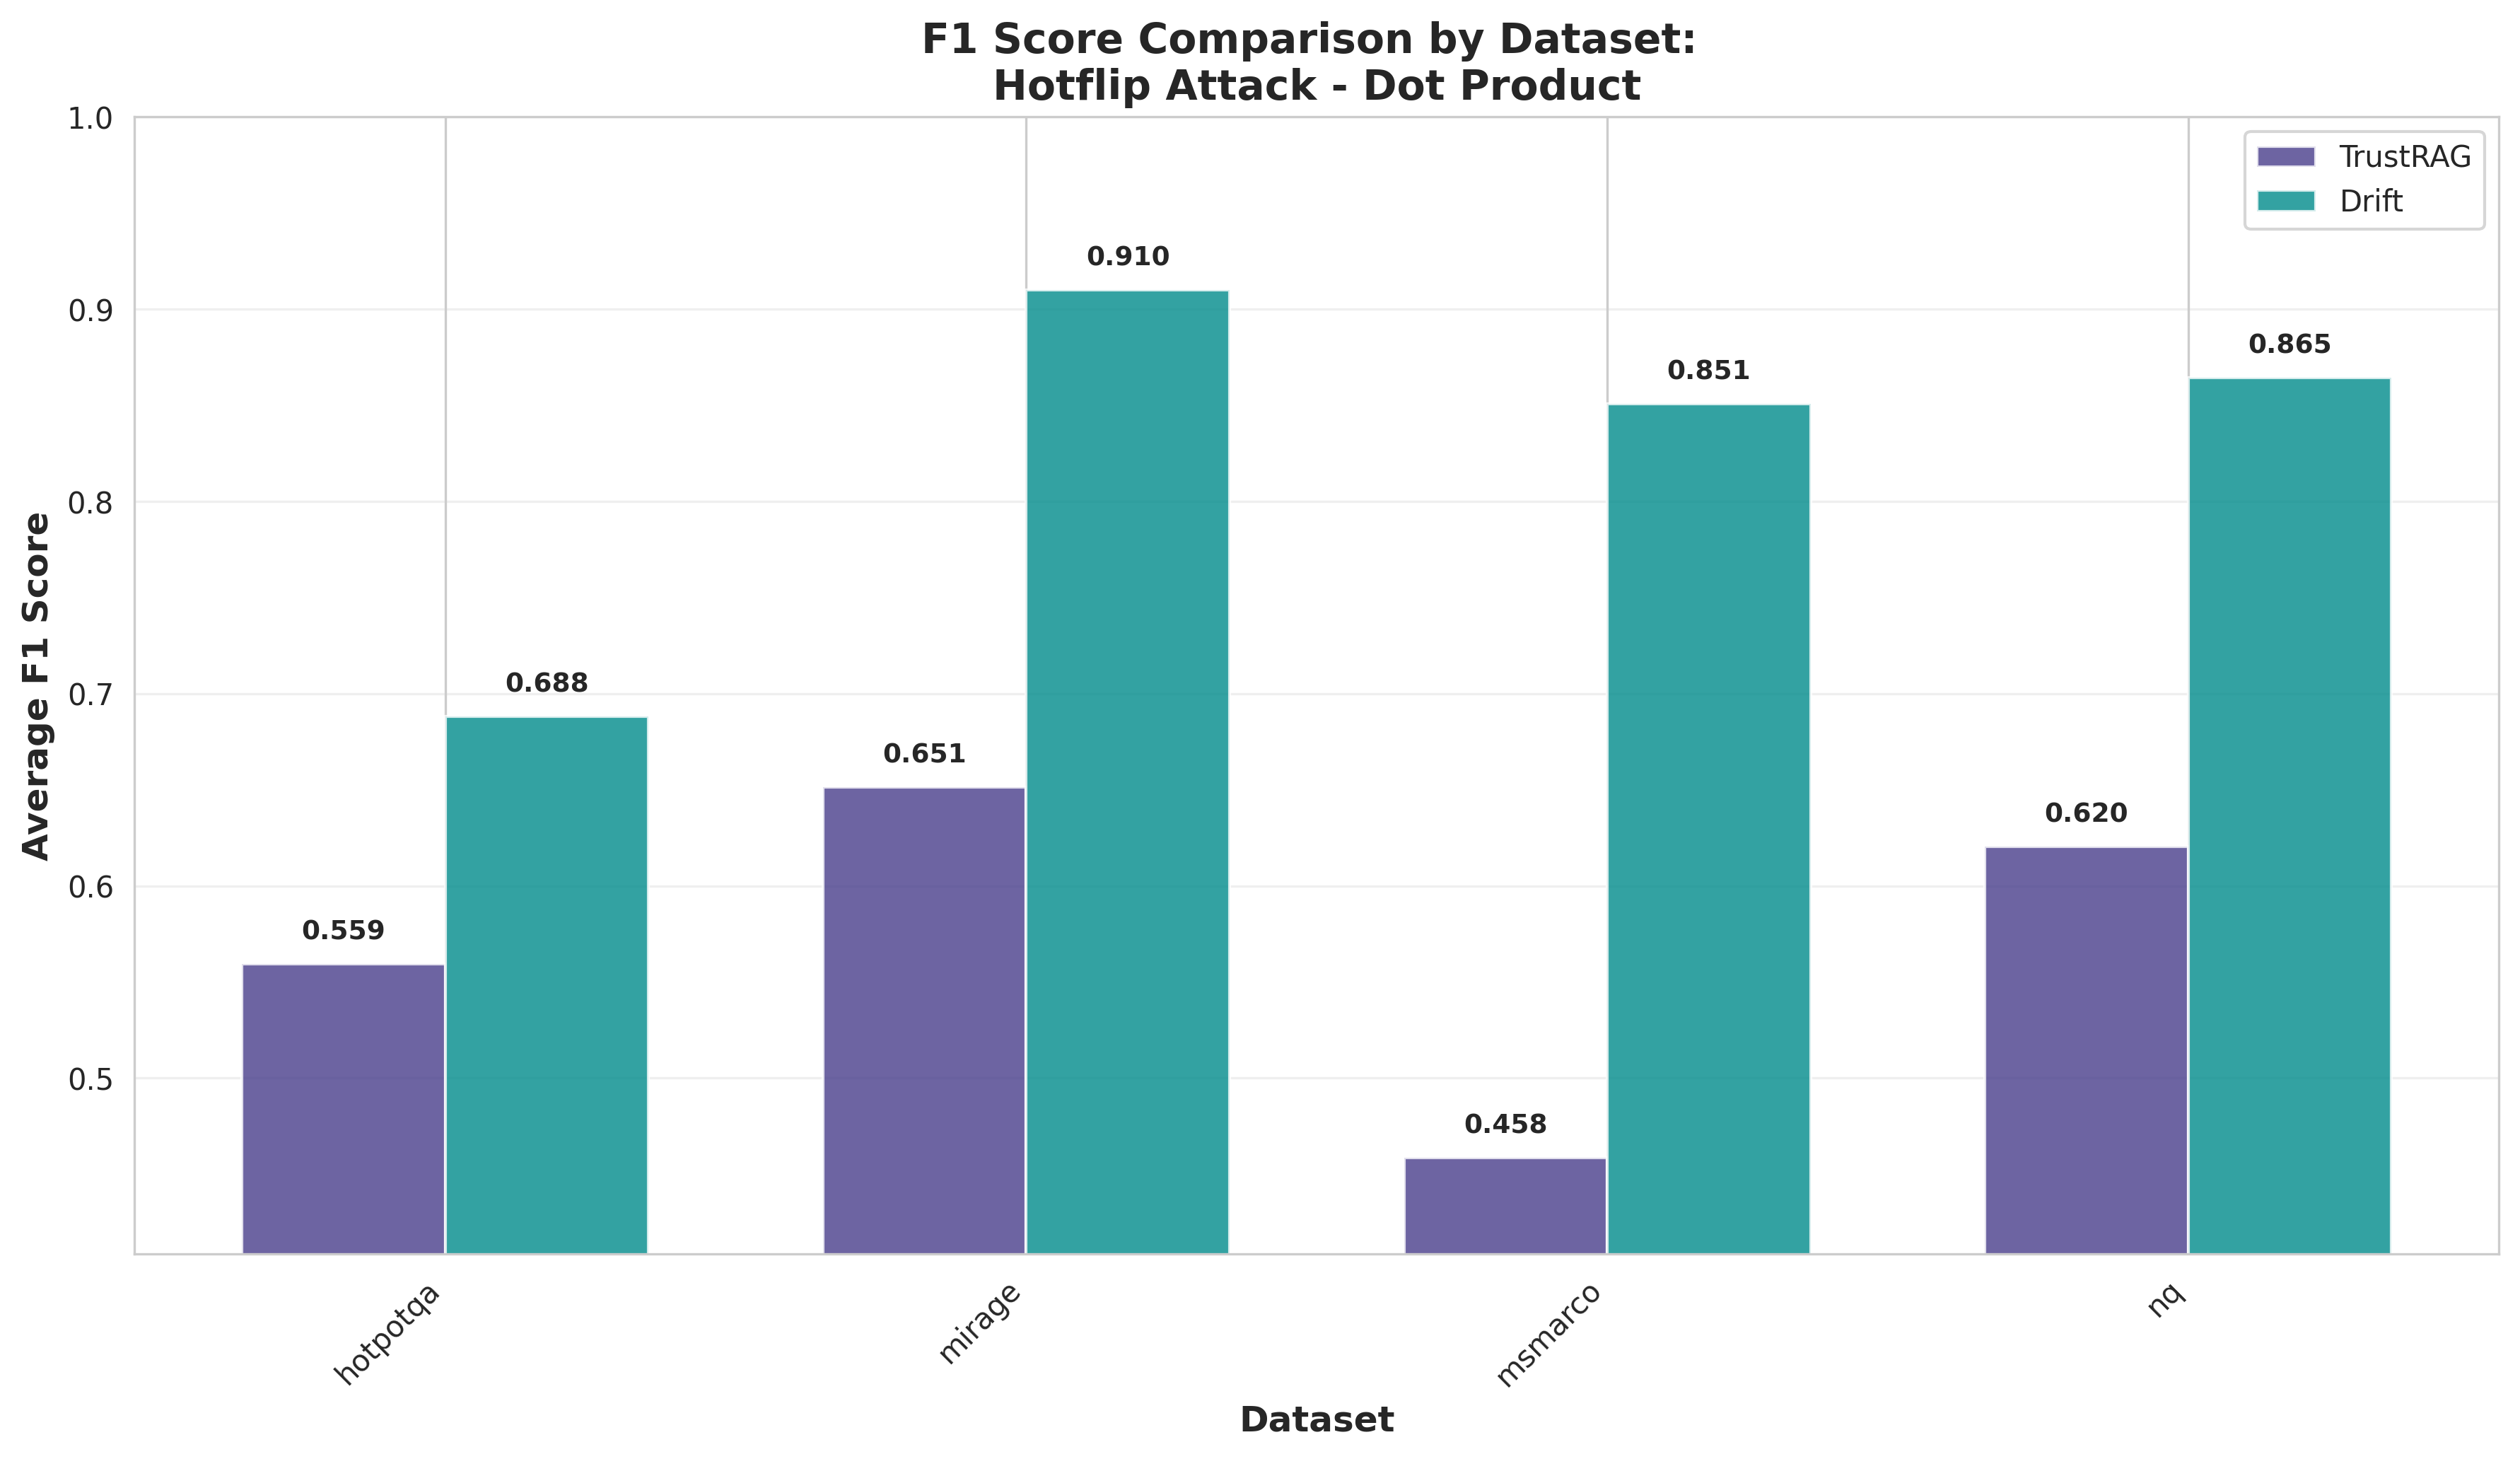 F1 Score Comparison by Dataset:
Hotflip Attack - Dot Product
1.0
0.9
0.8
0.7
0.6
0.5
Average F1 Score
TrustRAG
Drift
0.559
0.688
0.651
0.910
0.458
0.851
0.620
0.865
hotpotqa
mirage
msmarco
nq
Dataset